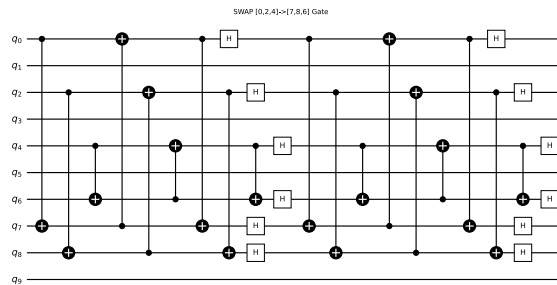 SWAP [0,2,4]->[7,8,6] Gate
q0 H H
q1
q2 H H
q3
q4 H H
q5
q6 H H
q7 H H
q8 H H
q9